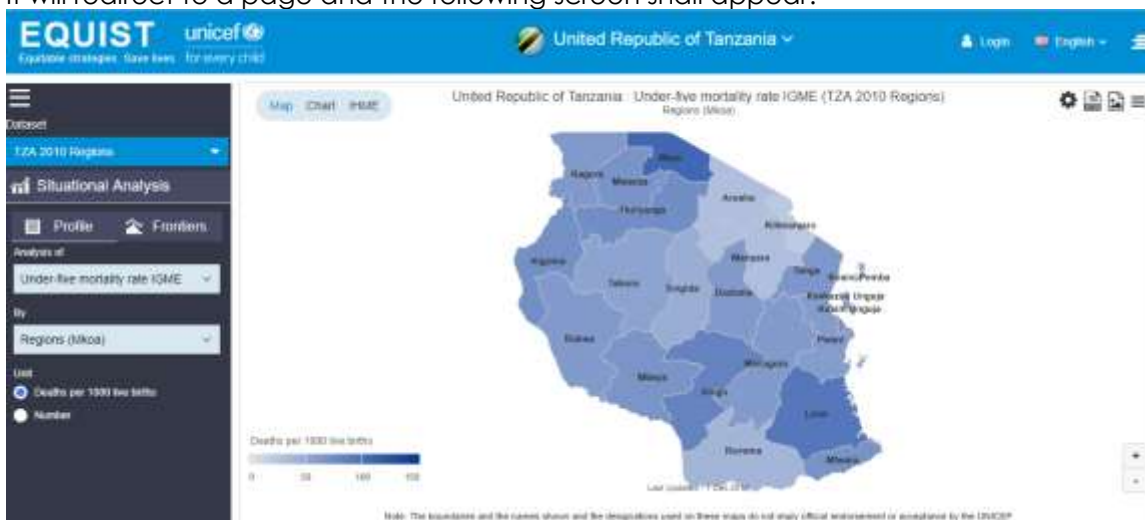 It will redirect to a page and the following screen shall appear:
EQUIST unicef
Equitable strategies Save lives for every child
United Republic of Tanzania
Login
English
Map Chart IHME
United Republic of Tanzania : Under-five mortality rate IGME (TZA 2010 Regions)
Regions (Mkoa)
Dataset
TZA 2010 Regions
Situational Analysis
Profile
Frontiers
Analysis of
Under-five mortality rate IGME
By
Regions (Mkoa)
Unit
Deaths per 1000 live births
Number
Mara
Kagera
Mwanza
Shinyanga
Arusha
Kilimanjaro
Kigoma
Manyara
Tabora
Singida
Dodoma
Tanga
Pemba
Unguja
Unguja
Pwani
Rukwa
Morogoro
Mbeya
Iringa
Lindi
Ruvuma
Mtwara
Deaths per 1000 live births
0 50 100 150
Note: The boundaries and the names shown and the designations used on these maps do not imply official endorsement or acceptance by the UNICEF